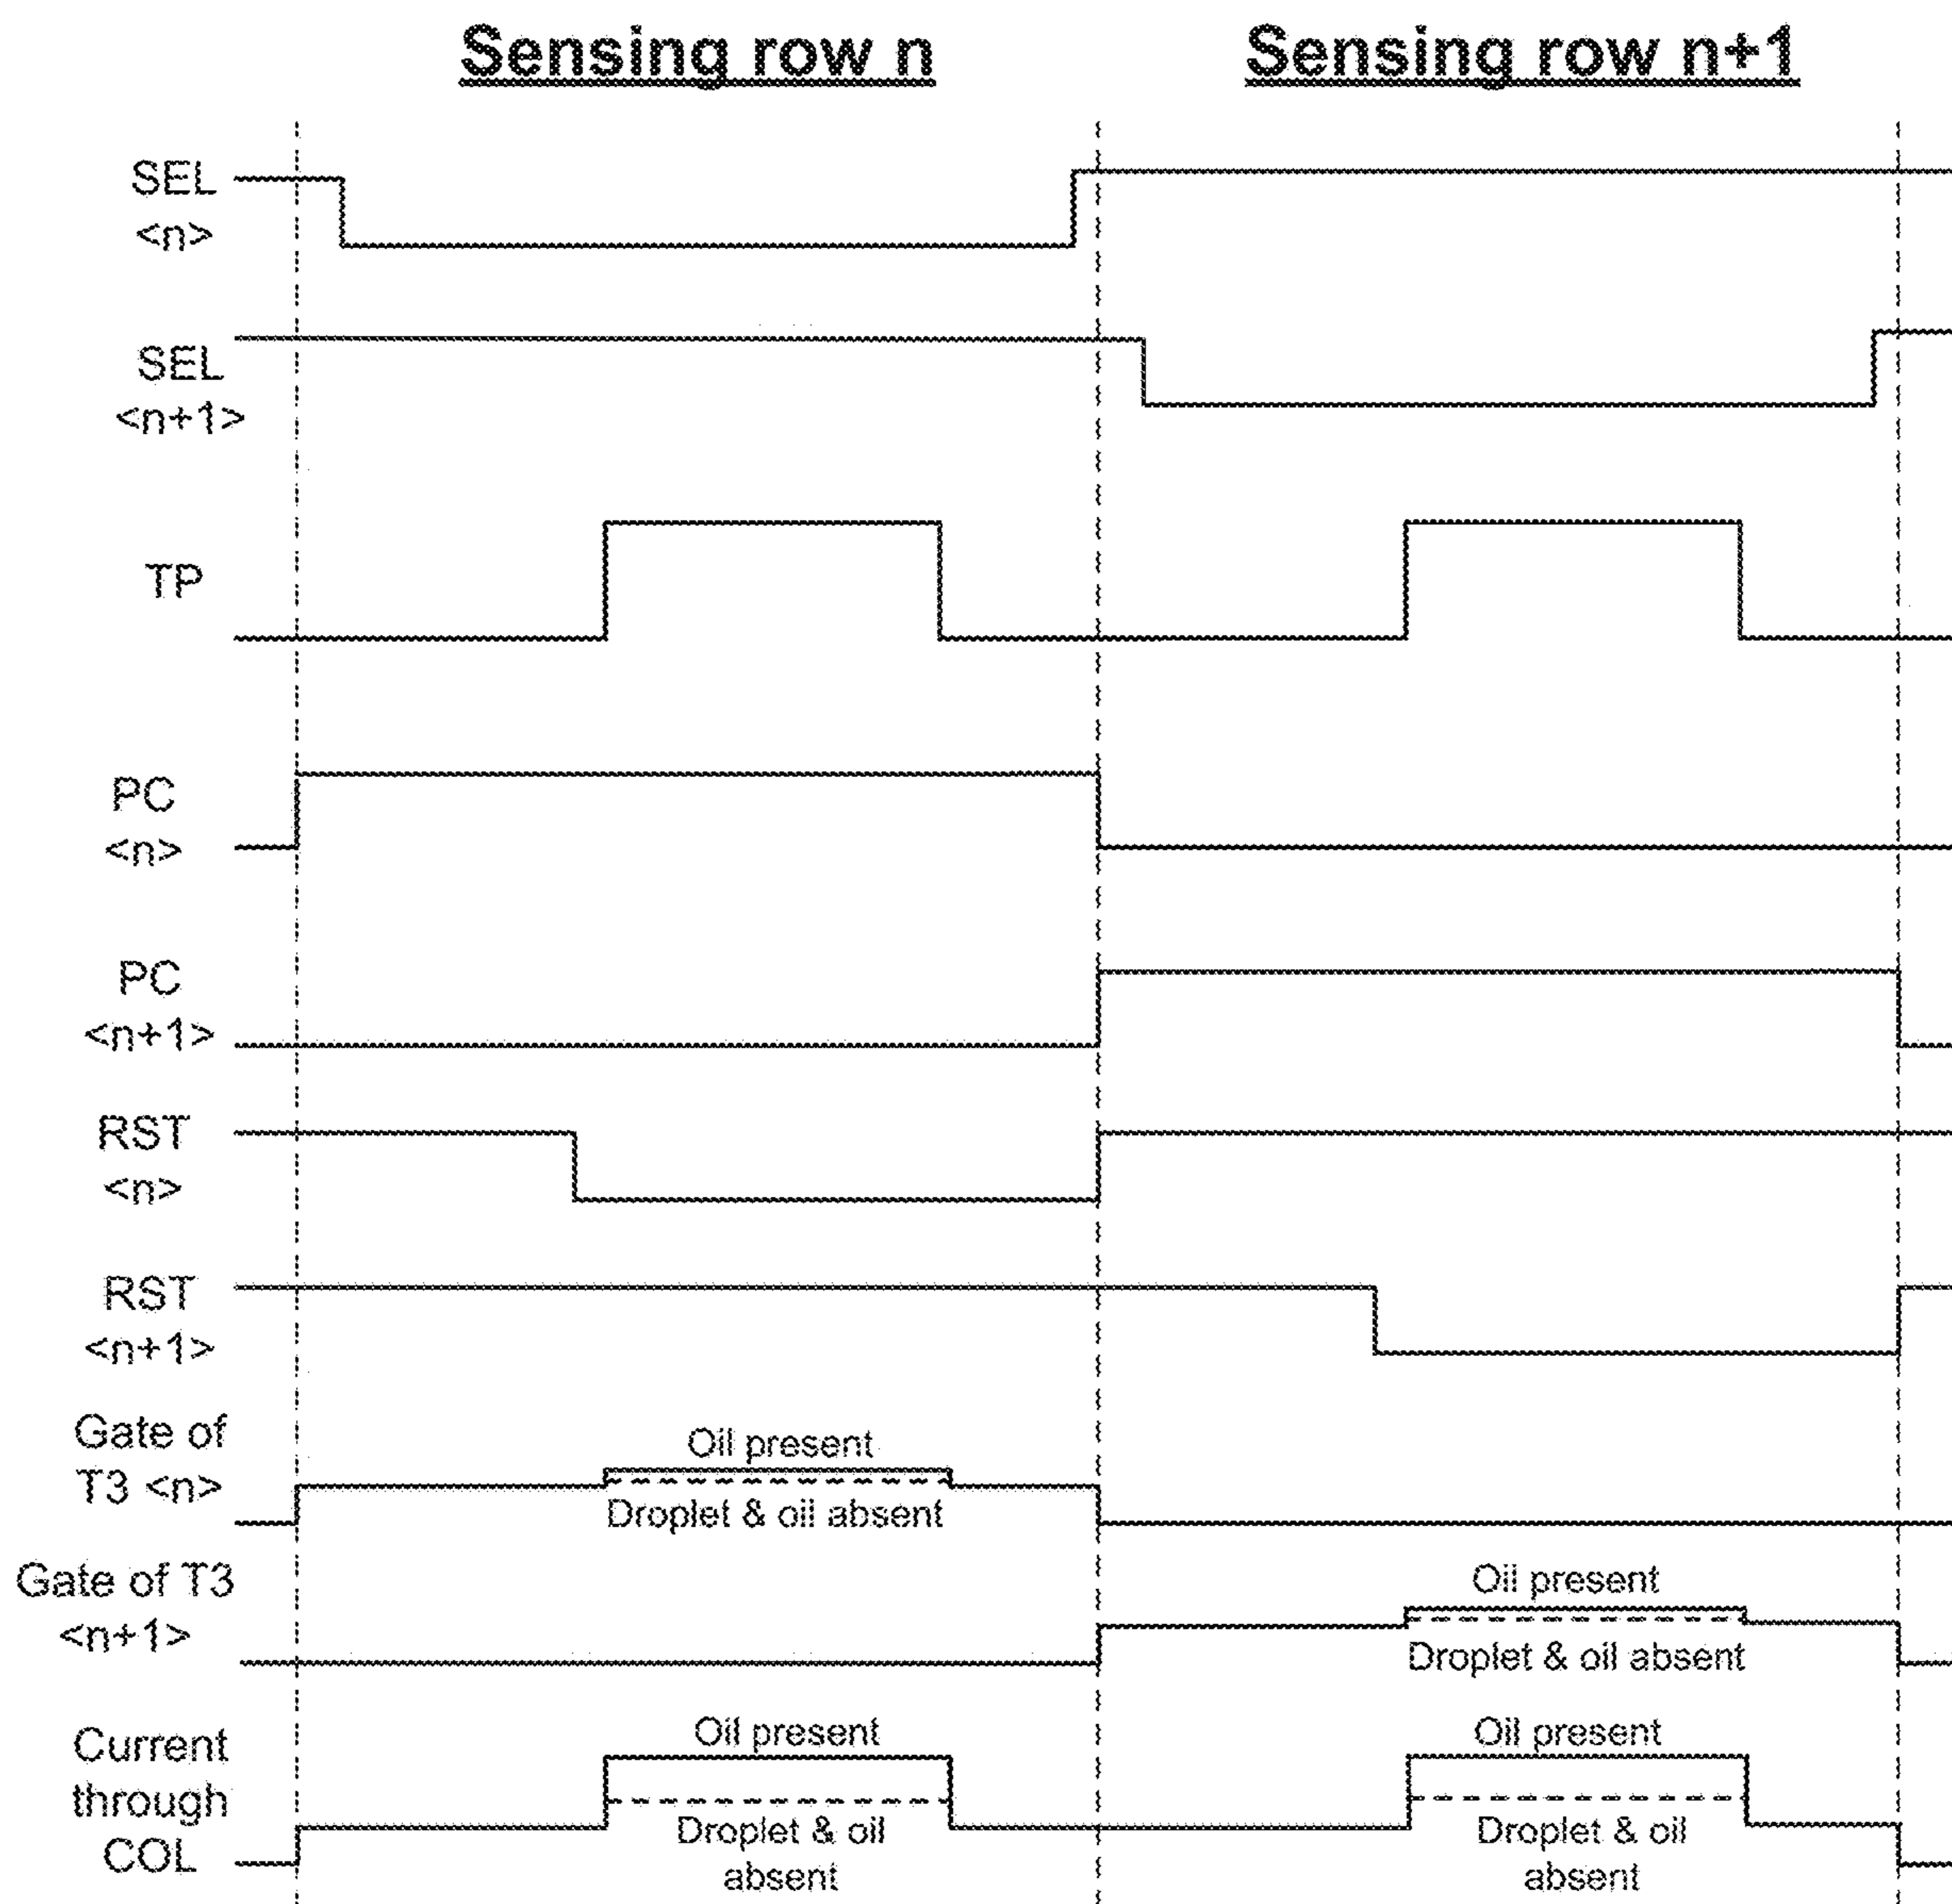 Sensing row n
Sensing row n+1
SEL
<n>
SEL
<n+1>
TP
PC
<n>
PC
<n+1>
RST
<n>
RST
<n+1>
Gate of
T3 <n>
Oil present
Droplet & oil absent
Gate of T3
<n+1>
Oil present
Droplet & oil absent
Current
through
COL
Oil present
Droplet & oil
absent
Oil present
Droplet & oil
absent